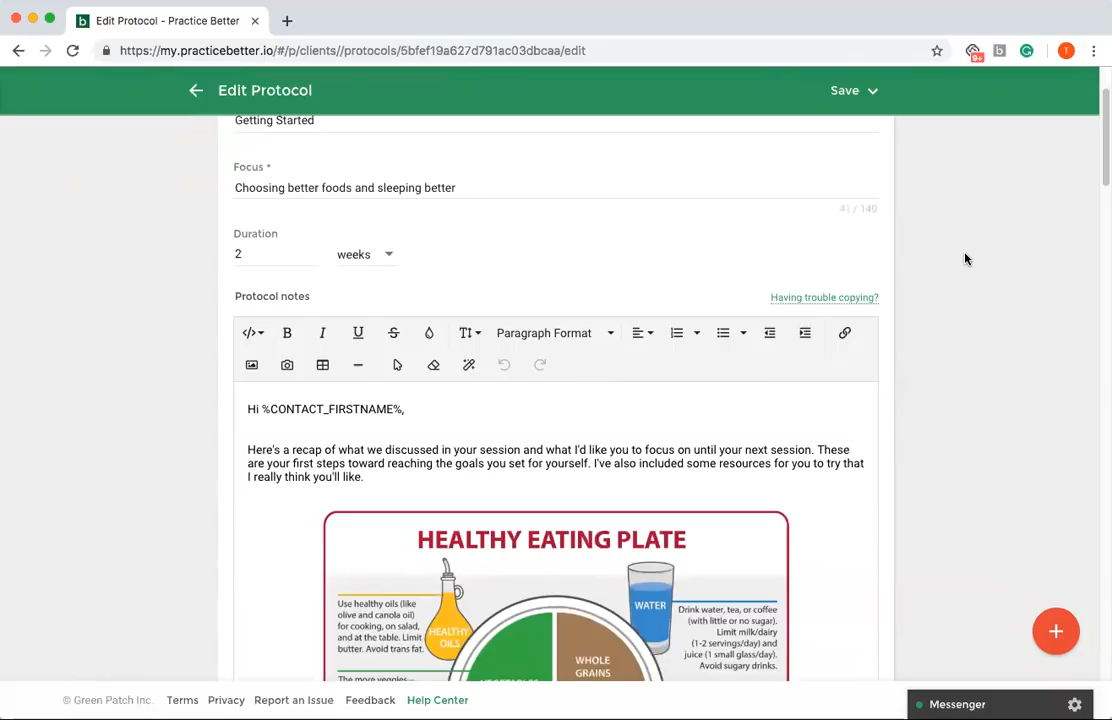 Edit Protocol - Practice Better
https://my.practicebetter.io/#/p/clients//protocols/5bfef19a627d791ac03dbcaa/edit
9+
b
T
Edit Protocol
Save
Getting Started
Focus *
Choosing better foods and sleeping better
41 / 140
Duration
2 weeks
Protocol notes
Having trouble copying?
Paragraph Format
Hi %CONTACT_FIRSTNAME%,
Here's a recap of what we discussed in your session and what I'd like you to focus on until your next session. These
are your first steps toward reaching the goals you set for yourself. I've also included some resources for you to try that
I really think you'll like.
HEALTHY EATING PLATE
Use healthy oils (like
olive and canola oil)
for cooking, on salad,
and at the table. Limit
butter. Avoid trans fat.
HEALTHY
OILS
WATER
Drink water, tea, or coffee
(with little or no sugar).
Limit milk/dairy
(1-2 servings/day) and
juice (1 small glass/day).
Avoid sugary drinks.
The more veggies—
VEGETABLES
WHOLE
GRAINS
© Green Patch Inc.
Terms
Privacy
Report an Issue
Feedback
Help Center
Messenger